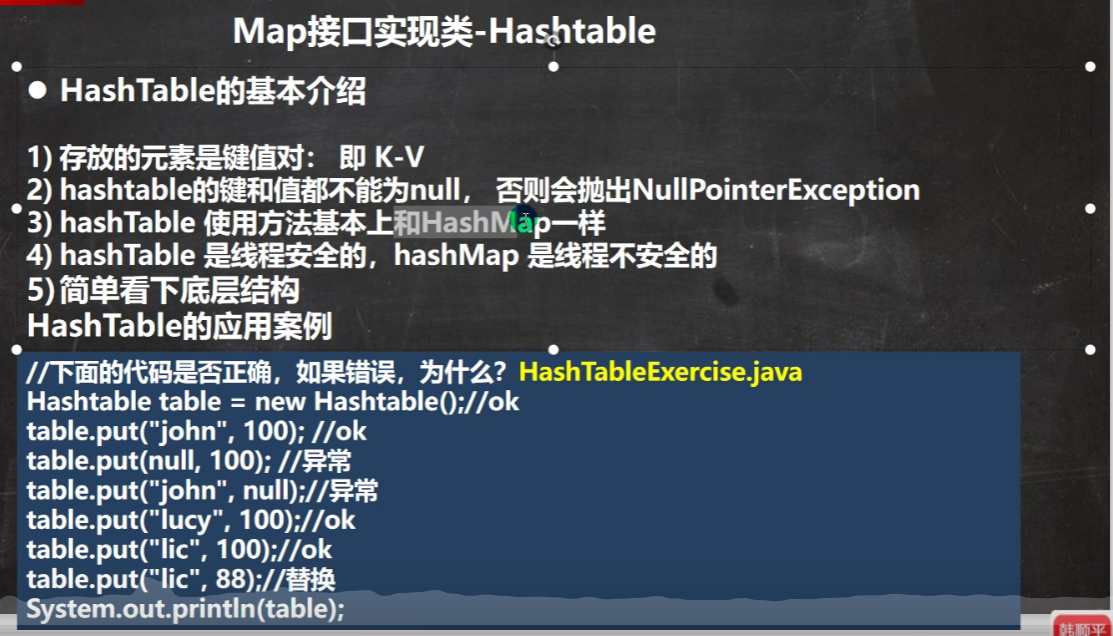 Map接口实现类-Hashtable
● HashTable的基本介绍
1) 存放的元素是键值对： 即 K-V
2) hashtable的键和值都不能为null， 否则会抛出NullPointerException
3) hashTable 使用方法基本上和HashMap一样
4) hashTable 是线程安全的，hashMap 是线程不安全的
5) 简单看下底层结构
HashTable的应用案例
//下面的代码是否正确，如果错误，为什么？HashTableExercise.java
Hashtable table = new Hashtable();//ok
table.put("john", 100); //ok
table.put(null, 100); //异常
table.put("john", null);//异常
table.put("lucy", 100);//ok
table.put("lic", 100);//ok
table.put("lic", 88);//替换
System.out.println(table);
韩顺平